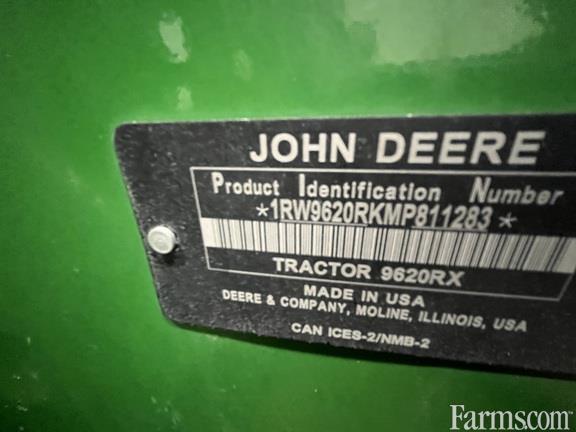 JOHN DEERE
Product Identification Number
*1RW9620RKMP811283*
TRACTOR 9620RX
MADE IN USA
DEERE & COMPANY, MOLINE, ILLINOIS, USA
CAN ICES-2/NMB-2
Farms.com